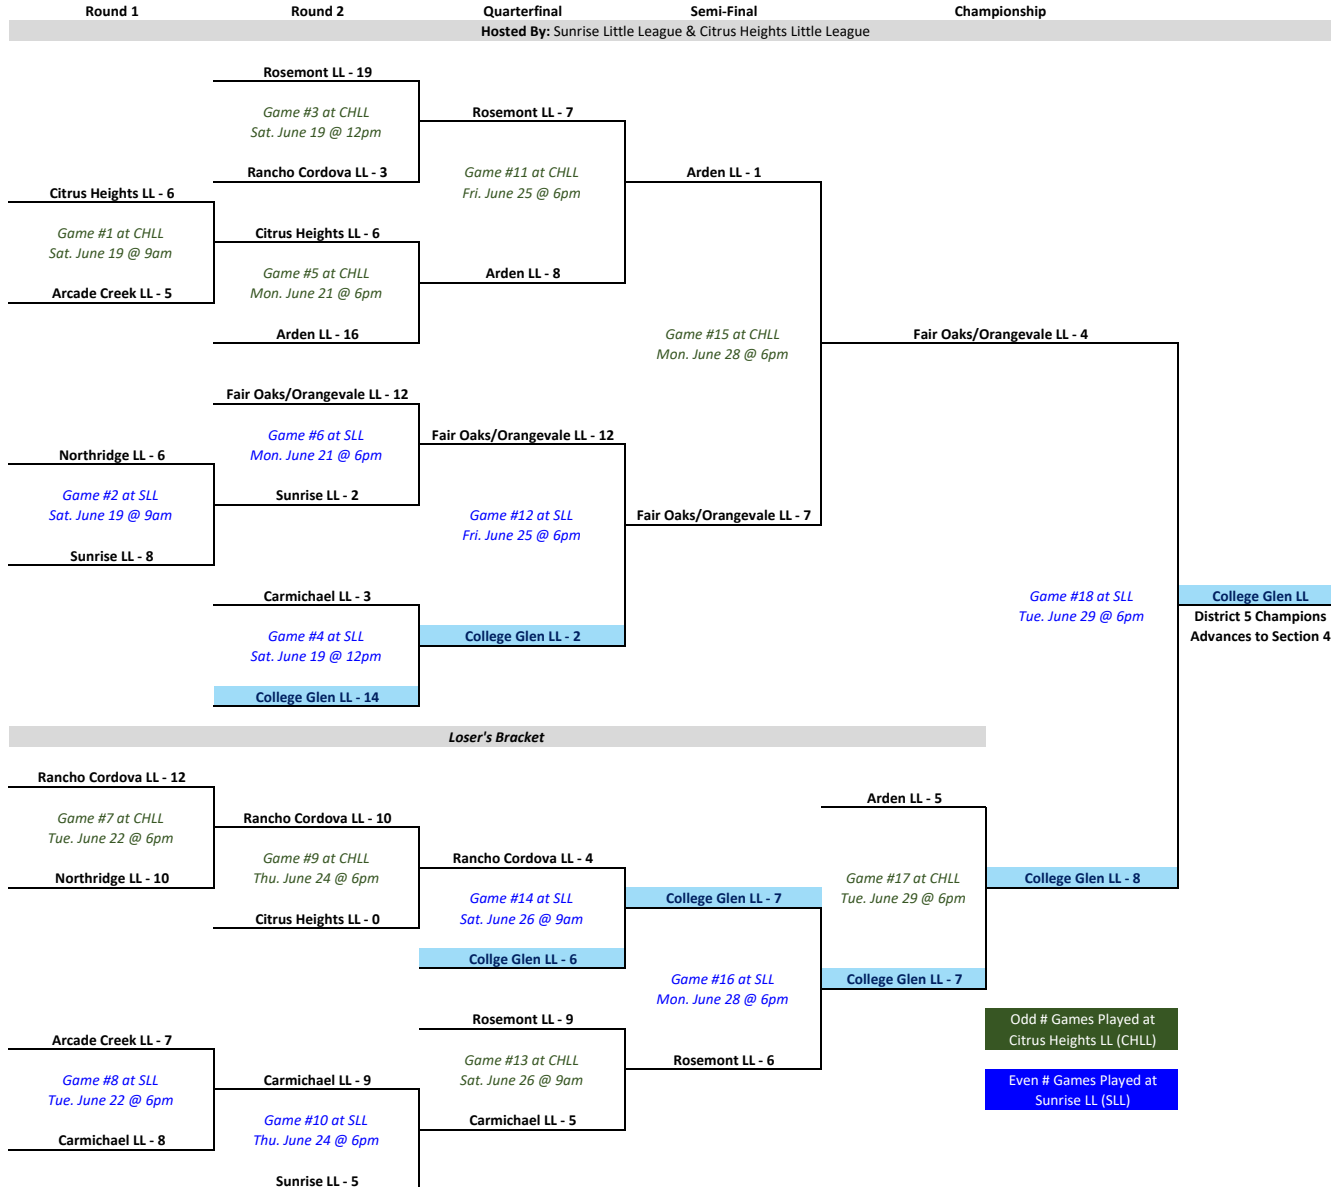 Round 1 Round 2 Quarterfinal Semi-Final Championship
Hosted By: Sunrise Little League & Citrus Heights Little League
Rosemont LL - 19
Game #3 at CHLL
Sat. June 19 @ 12pm
Rancho Cordova LL - 3
Rosemont LL - 7
Game #11 at CHLL
Fri. June 25 @ 6pm
Arden LL - 8
Arden LL - 1
Citrus Heights LL - 6
Game #1 at CHLL
Sat. June 19 @ 9am
Arcade Creek LL - 5
Citrus Heights LL - 6
Game #5 at CHLL
Mon. June 21 @ 6pm
Arden LL - 16
Game #15 at CHLL
Mon. June 28 @ 6pm
Fair Oaks/Orangevale LL - 4
Fair Oaks/Orangevale LL - 12
Game #6 at SLL
Mon. June 21 @ 6pm
Sunrise LL - 2
Northridge LL - 6
Game #2 at SLL
Sat. June 19 @ 9am
Sunrise LL - 8
Fair Oaks/Orangevale LL - 12
Game #12 at SLL
Fri. June 25 @ 6pm
College Glen LL - 2
Fair Oaks/Orangevale LL - 7
Carmichael LL - 3
Game #4 at SLL
Sat. June 19 @ 12pm
College Glen LL - 14
Game #18 at SLL
Tue. June 29 @ 6pm
College Glen LL
District 5 Champions
Advances to Section 4
Loser's Bracket
Rancho Cordova LL - 12
Game #7 at CHLL
Tue. June 22 @ 6pm
Northridge LL - 10
Rancho Cordova LL - 10
Game #9 at CHLL
Thu. June 24 @ 6pm
Citrus Heights LL - 0
Rancho Cordova LL - 4
Game #14 at SLL
Sat. June 26 @ 9am
Collge Glen LL - 6
College Glen LL - 7
Game #16 at SLL
Mon. June 28 @ 6pm
Rosemont LL - 6
Arden LL - 5
Game #17 at CHLL
Tue. June 29 @ 6pm
College Glen LL - 7
College Glen LL - 8
Rosemont LL - 9
Game #13 at CHLL
Sat. June 26 @ 9am
Carmichael LL - 5
Arcade Creek LL - 7
Game #8 at SLL
Tue. June 22 @ 6pm
Carmichael LL - 8
Carmichael LL - 9
Game #10 at SLL
Thu. June 24 @ 6pm
Sunrise LL - 5
Odd # Games Played at
Citrus Heights LL (CHLL)
Even # Games Played at
Sunrise LL (SLL)